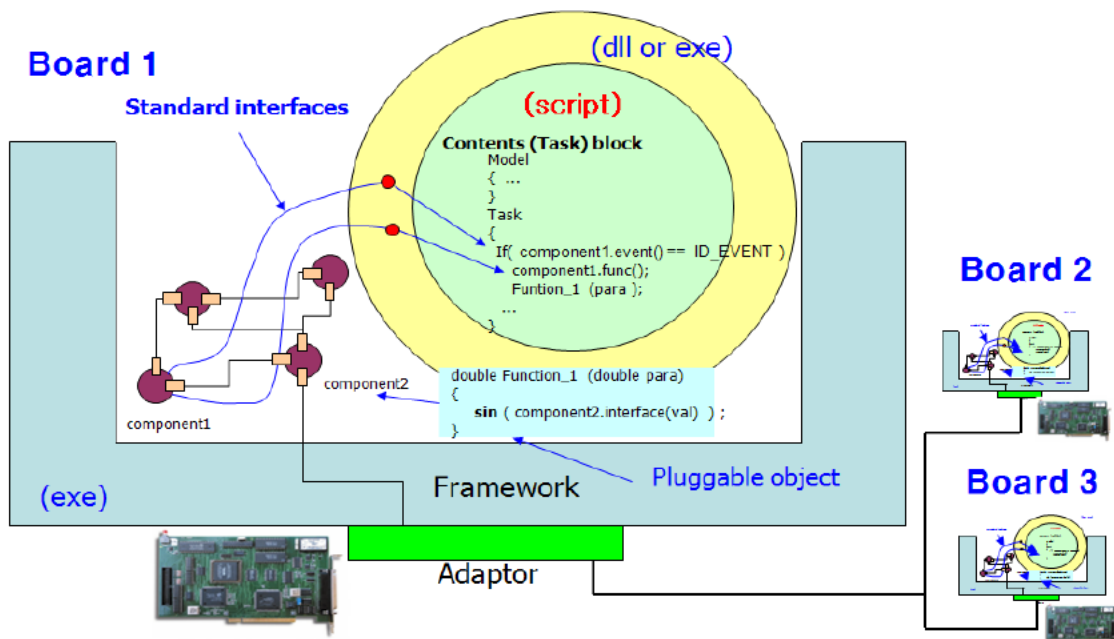 Board 1
(dll or exe)
Standard interfaces
(script)
Contents (Task) block
Model
{ ...
}
Task
{
If( component1.event() == ID_EVENT )
component1.func();
Funtion_1 (para );
...
}
component1
component2
double Function_1 (double para)
{
sin ( component2.interface(val) ) ;
}
Pluggable object
(exe)
Framework
Adaptor
Board 2
Board 3